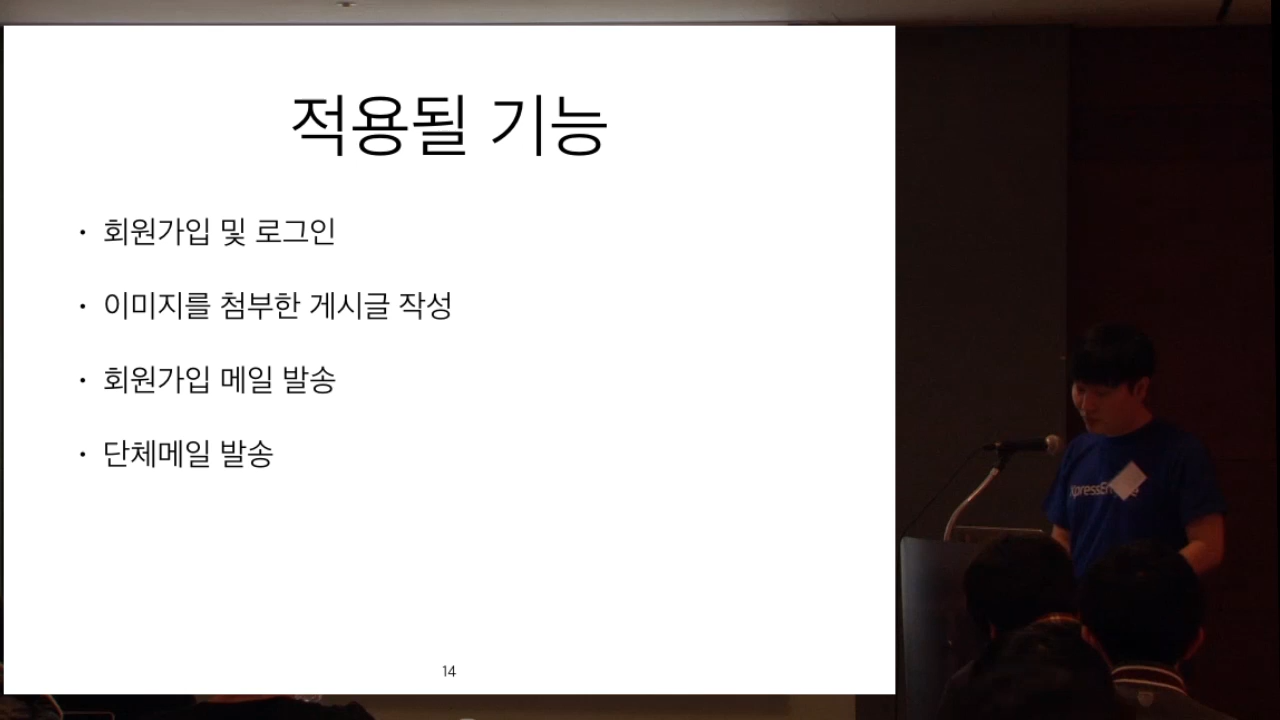 적용될 기능
• 회원가입 및 로그인
• 이미지를 첨부한 게시글 작성
• 회원가입 메일 발송
• 단체메일 발송
14